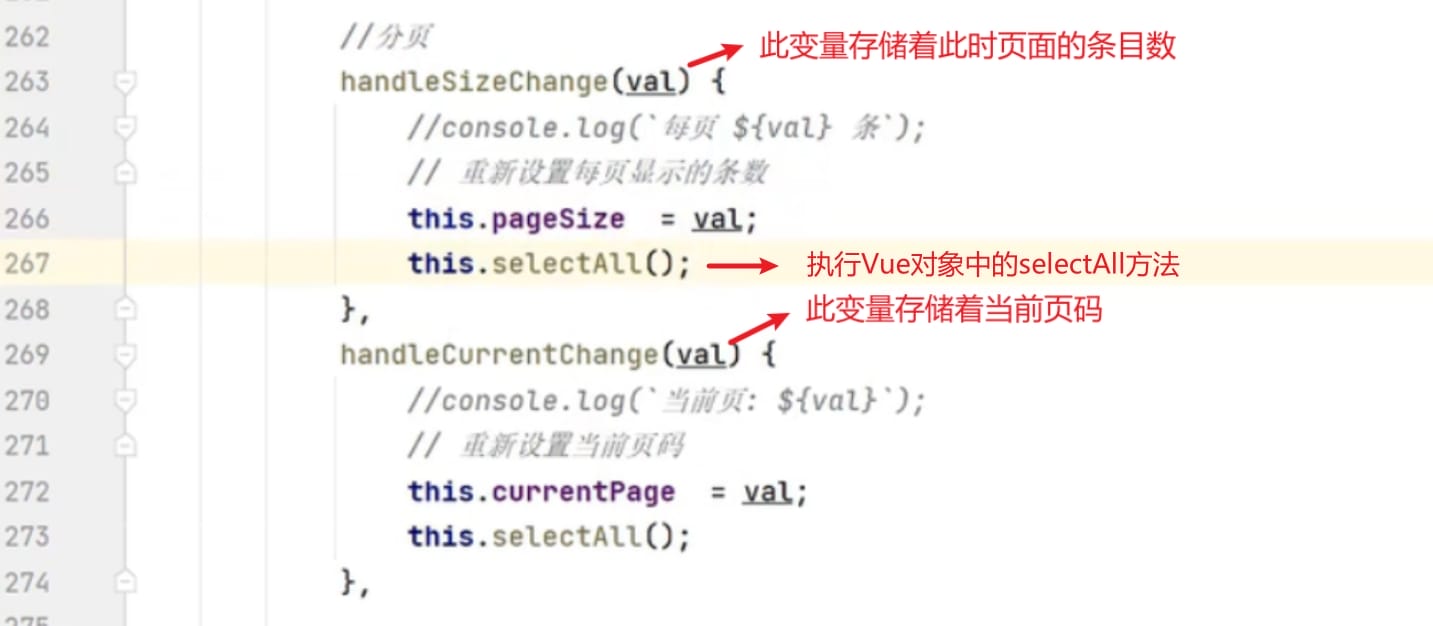 262 //分页
此变量存储着此时页面的条目数
263 handleSizeChange(val) {
264 //console.log(`每页 ${val} 条`);
265 // 重新设置每页显示的条数
266 this.pageSize = val;
267 this.selectAll(); 执行Vue对象中的selectAll方法
268 },
此变量存储着当前页码
269 handleCurrentChange(val) {
270 //console.log(`当前页: ${val}`);
271 // 重新设置当前页码
272 this.currentPage = val;
273 this.selectAll();
274 },